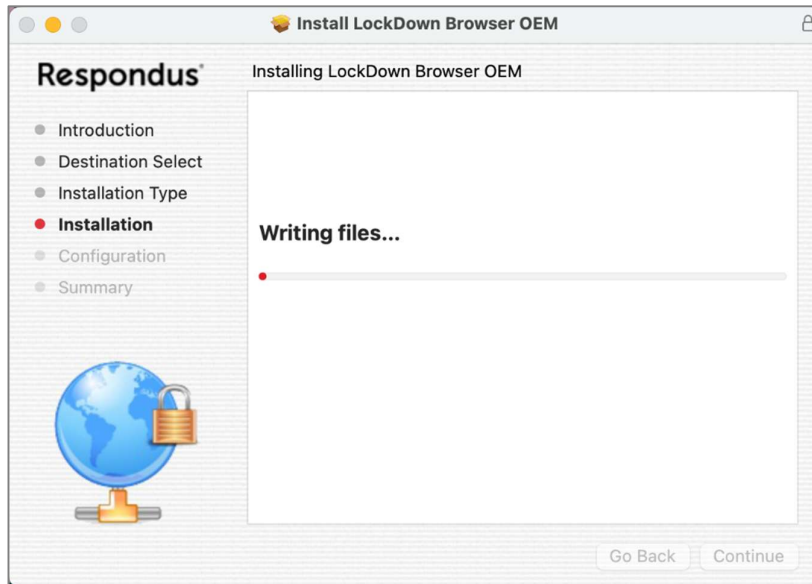 Install LockDown Browser OEM
Respondus
Installing LockDown Browser OEM
Introduction
Destination Select
Installation Type
Installation
Configuration
Summary
Writing files...
Go Back
Continue